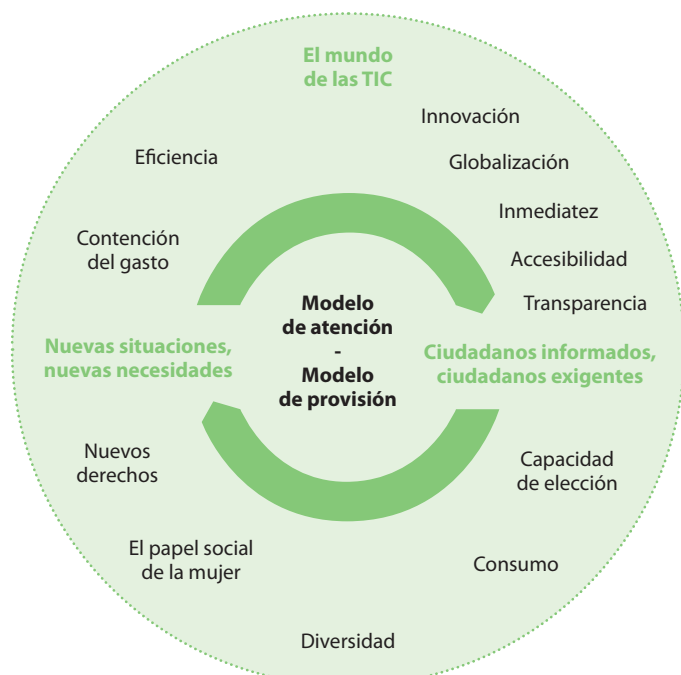 El mundo
de las TIC
Innovación
Eficiencia
Globalización
Inmediatez
Contención
del gasto
Accesibilidad
Transparencia
Modelo
de atención
-
Modelo
de provisión
Nuevas situaciones,
nuevas necesidades
Ciudadanos informados,
ciudadanos exigentes
Nuevos
derechos
Capacidad
de elección
El papel social
de la mujer
Consumo
Diversidad